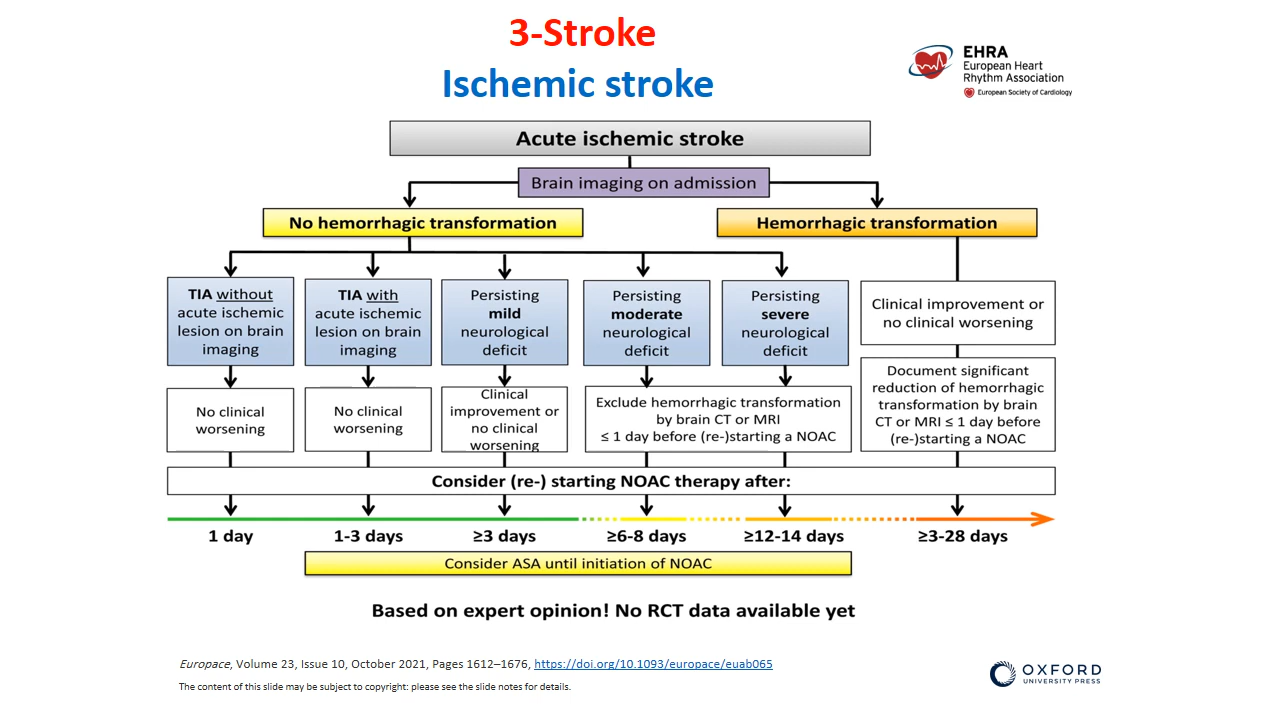 3-Stroke
Ischemic stroke
EHRA
European Heart
Rhythm Association
European Society of Cardiology
Acute ischemic stroke
Brain imaging on admission
No hemorrhagic transformation
Hemorrhagic transformation
TIA without
acute ischemic
lesion on brain
imaging
TIA with
acute ischemic
lesion on brain
imaging
Persisting
mild
neurological
deficit
Persisting
moderate
neurological
deficit
Persisting
severe
neurological
deficit
Clinical improvement or
no clinical worsening
No clinical
worsening
No clinical
worsening
Clinical
improvement or
no clinical
worsening
Exclude hemorrhagic transformation
by brain CT or MRI
≤ 1 day before (re-)starting a NOAC
Document significant
reduction of hemorrhagic
transformation by brain
CT or MRI ≤ 1 day before
(re-)starting a NOAC
Consider (re-) starting NOAC therapy after:
1 day
1-3 days
≥3 days
≥6-8 days
≥12-14 days
≥3-28 days
Consider ASA until initiation of NOAC
Based on expert opinion! No RCT data available yet
Europace, Volume 23, Issue 10, October 2021, Pages 1612–1676, https://doi.org/10.1093/europace/euab065
The content of this slide may be subject to copyright: please see the slide notes for details.
OXFORD
UNIVERSITY PRESS